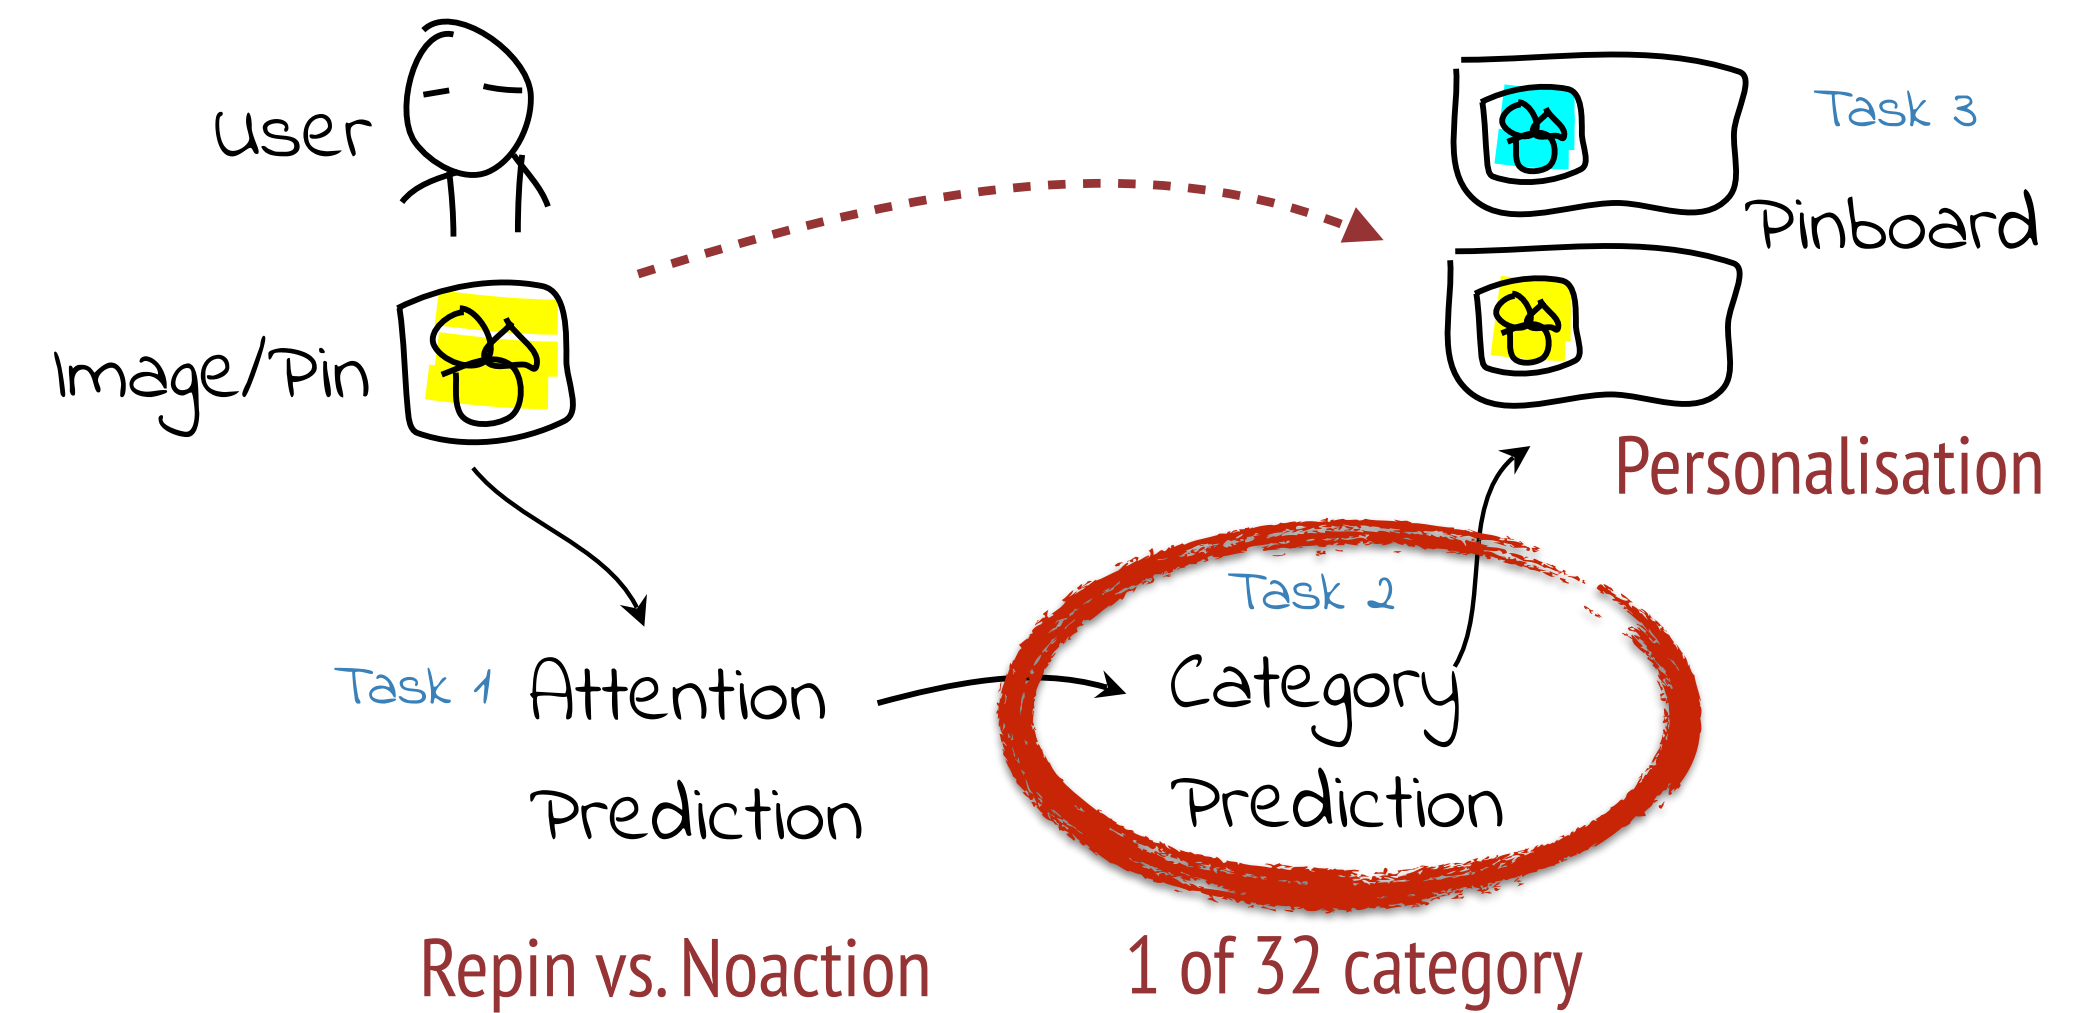 User
Task 3
Pinboard
Image/Pin
Personalisation
Task 2
Task 1
Attention
Prediction
Category
Prediction
Repin vs. Noaction
1 of 32 category